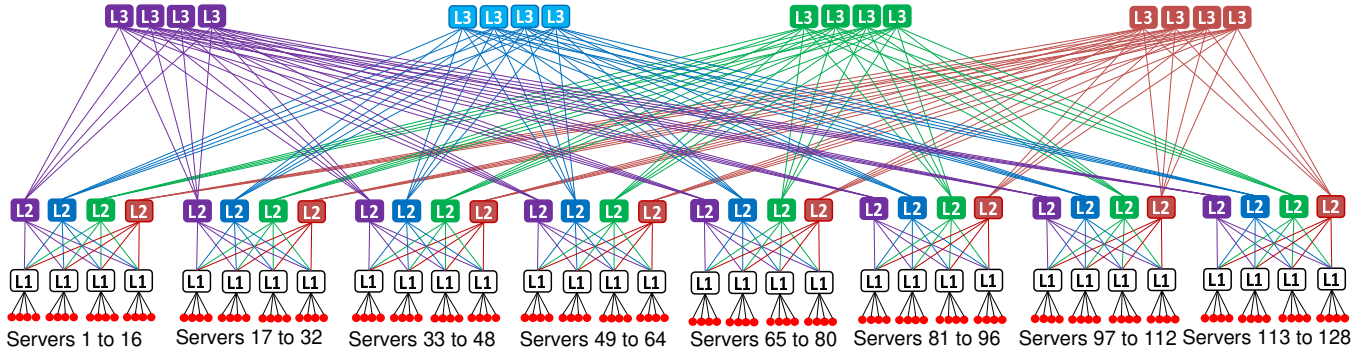 L3 L3 L3 L3 L3 L3 L3 L3 L3 L3 L3 L3 L3 L3 L3 L3
L2 L2 L2 L2 L2 L2 L2 L2 L2 L2 L2 L2 L2 L2 L2 L2 L2 L2 L2 L2 L2 L2 L2 L2 L2 L2 L2 L2 L2 L2 L2 L2
L1 L1 L1 L1 L1 L1 L1 L1 L1 L1 L1 L1 L1 L1 L1 L1 L1 L1 L1 L1 L1 L1 L1 L1 L1 L1 L1 L1 L1 L1 L1 L1
Servers 1 to 16 Servers 17 to 32 Servers 33 to 48 Servers 49 to 64 Servers 65 to 80 Servers 81 to 96 Servers 97 to 112 Servers 113 to 128